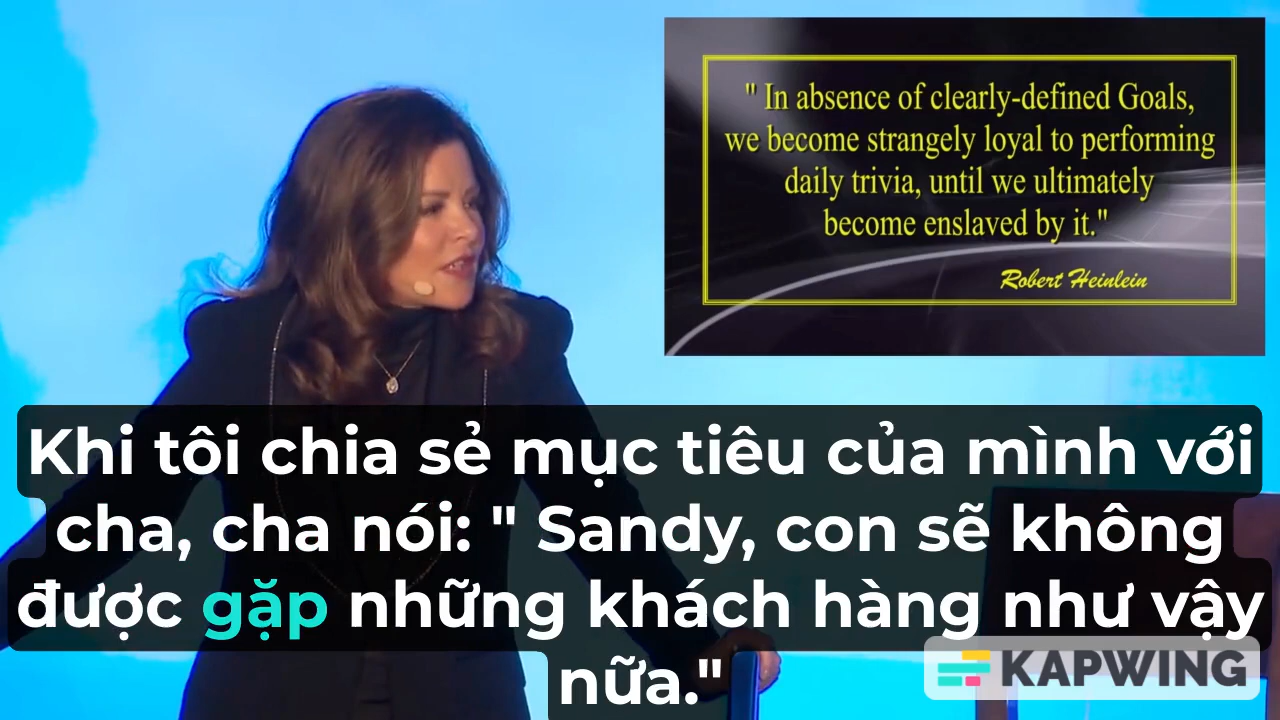 " In absence of clearly-defined Goals,
we become strangely loyal to performing
daily trivia, until we ultimately
become enslaved by it."
Robert Heinlein
Khi tôi chia sẻ mục tiêu của mình với
cha, cha nói: " Sandy, con sẽ không
được gặp những khách hàng như vậy
nữa."
KAPWING